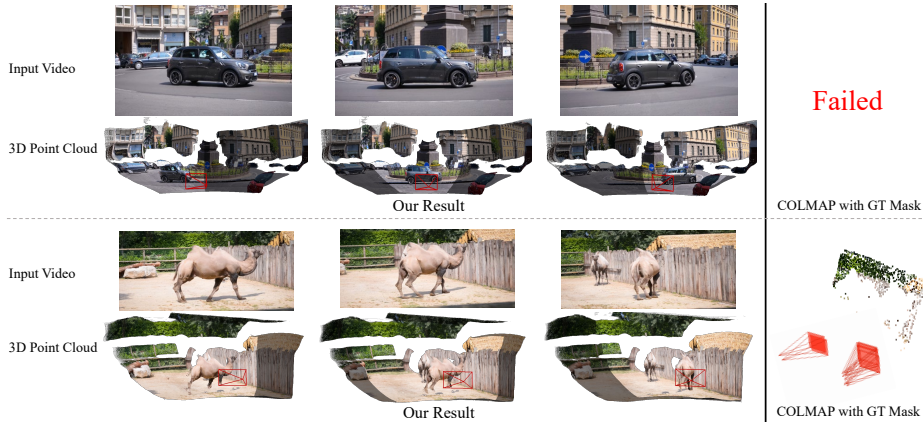 Input Video
Failed
3D Point Cloud
Our Result
COLMAP with GT Mask
Input Video
3D Point Cloud
Our Result
COLMAP with GT Mask